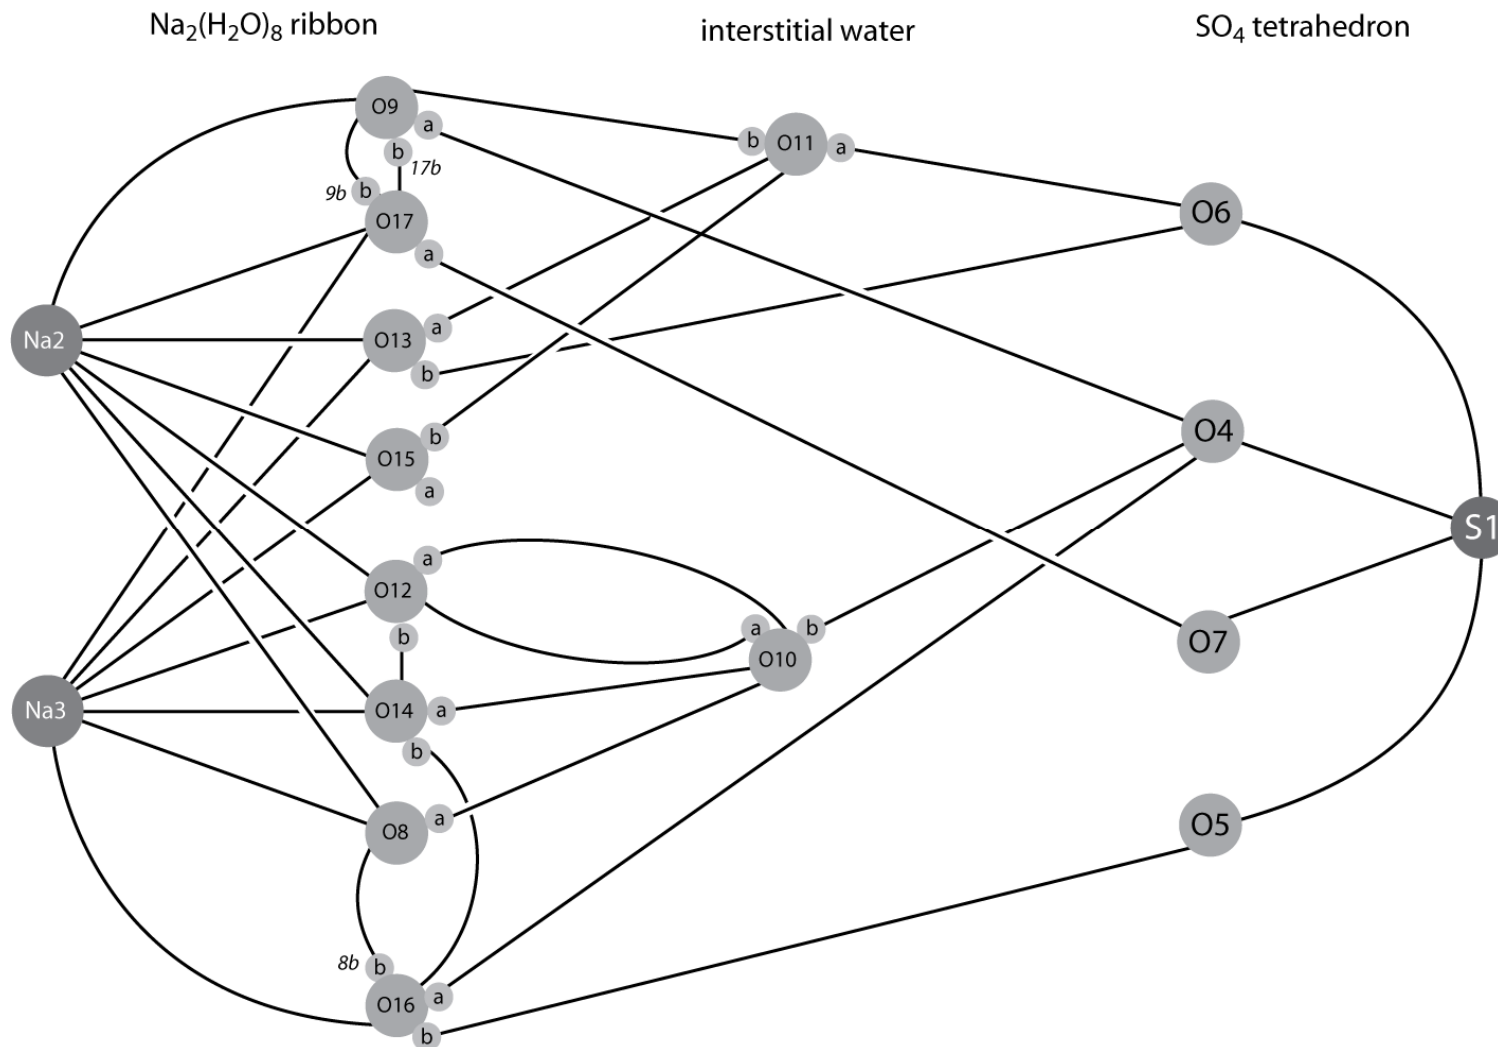 Na2(H2O)8 ribbon
interstitial water
SO4 tetrahedron
O9
a
b
17b
9b
b
O17
a
b
O11
a
O6
Na2
O13
a
b
O15
b
a
O4
S1
O12
a
b
a
b
O10
O7
Na3
O14
a
b
O8
a
O5
8b
b
O16
a
b